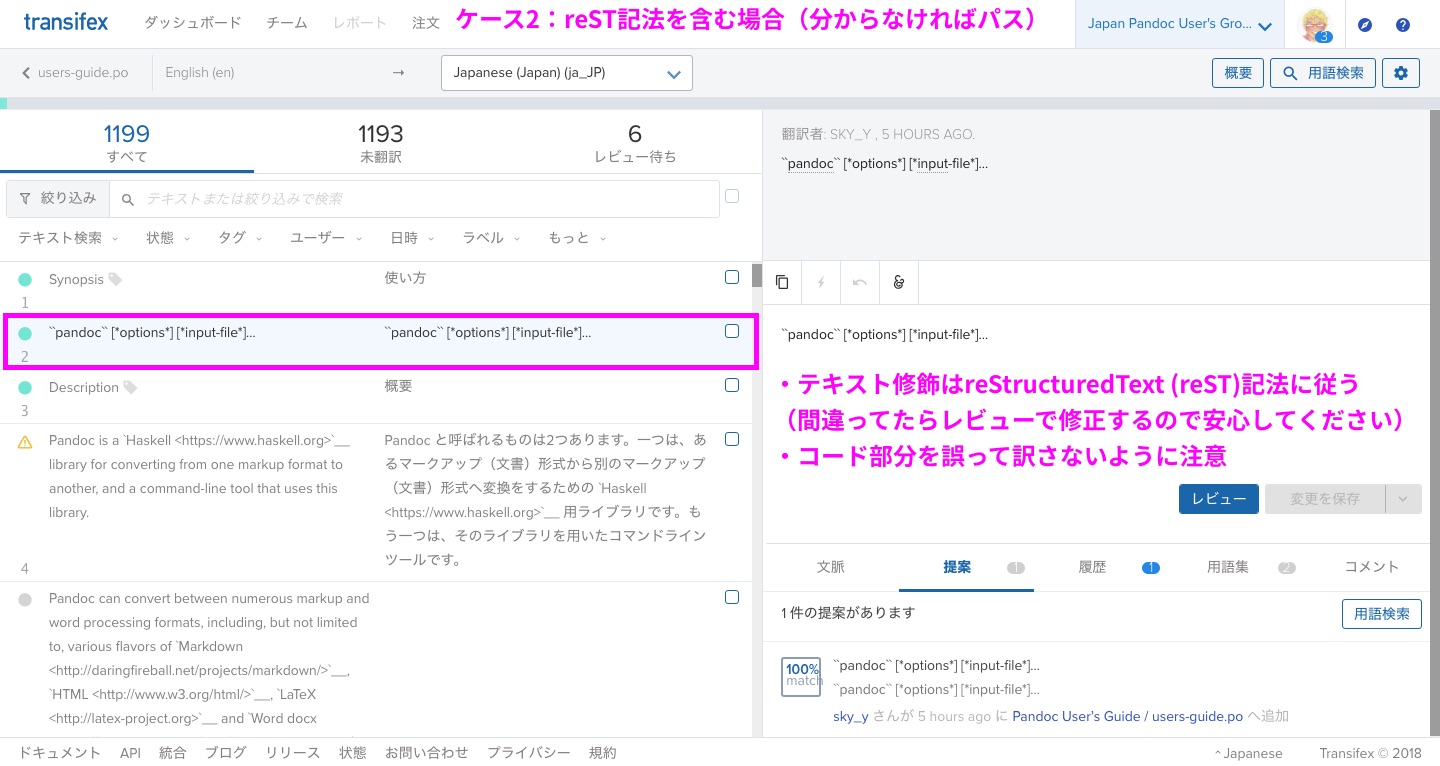 transifex ダッシュボード チーム レポート 注文 ケース2：reST記法を含む場合（分からなければパス） Japan Pandoc User's Gro... 3
users-guide.po English (en) → Japanese (Japan) (ja_JP) 概要 用語検索
1199 1193 6
すべて 未翻訳 レビュー待ち
絞り込み テキストまたは絞り込みで検索
テキスト検索 状態 タグ ユーザー 日時 ラベル もっと
Synopsis 使い方
1
``pandoc`` [*options*] [*input-file*]... ``pandoc`` [*options*] [*input-file*]...
2
Description 概要
3
Pandoc is a `Haskell <https://www.haskell.org>`__
library for converting from one markup format to
another, and a command-line tool that uses this
library.
4
Pandoc と呼ばれるものは2つあります。一つは、あ
るマークアップ（文書）形式から別のマークアップ
（文書）形式へ変換をするための `Haskell
<https://www.haskell.org>`__ 用ライブラリです。も
う一つは、そのライブラリを用いたコマンドライン
ツールです。
Pandoc can convert between numerous markup and
word processing formats, including, but not limited
to, various flavors of `Markdown
<http://daringfireball.net/projects/markdown/>`__,
`HTML <http://www.w3.org/html/>`__, `LaTeX
<http://latex-project.org>`__ and `Word docx
翻訳者: SKY_Y , 5 HOURS AGO.
``pandoc`` [*options*] [*input-file*]...
``pandoc`` [*options*] [*input-file*]...
・テキスト修飾はreStructuredText (reST)記法に従う
（間違ってたらレビューで修正するので安心してください）
・コード部分を誤って訳さないように注意
レビュー 変更を保存
文脈 提案 1 履歴 1 用語集 2 コメント
1 件の提案があります 用語検索
100% match
``pandoc`` [*options*] [*input-file*]...
``pandoc`` [*options*] [*input-file*]...
sky_y さんが 5 hours ago に Pandoc User's Guide / users-guide.po へ追加
ドキュメント API 統合 ブログ リリース 状態 お問い合わせ プライバシー 規約 ^ Japanese Transifex © 2018